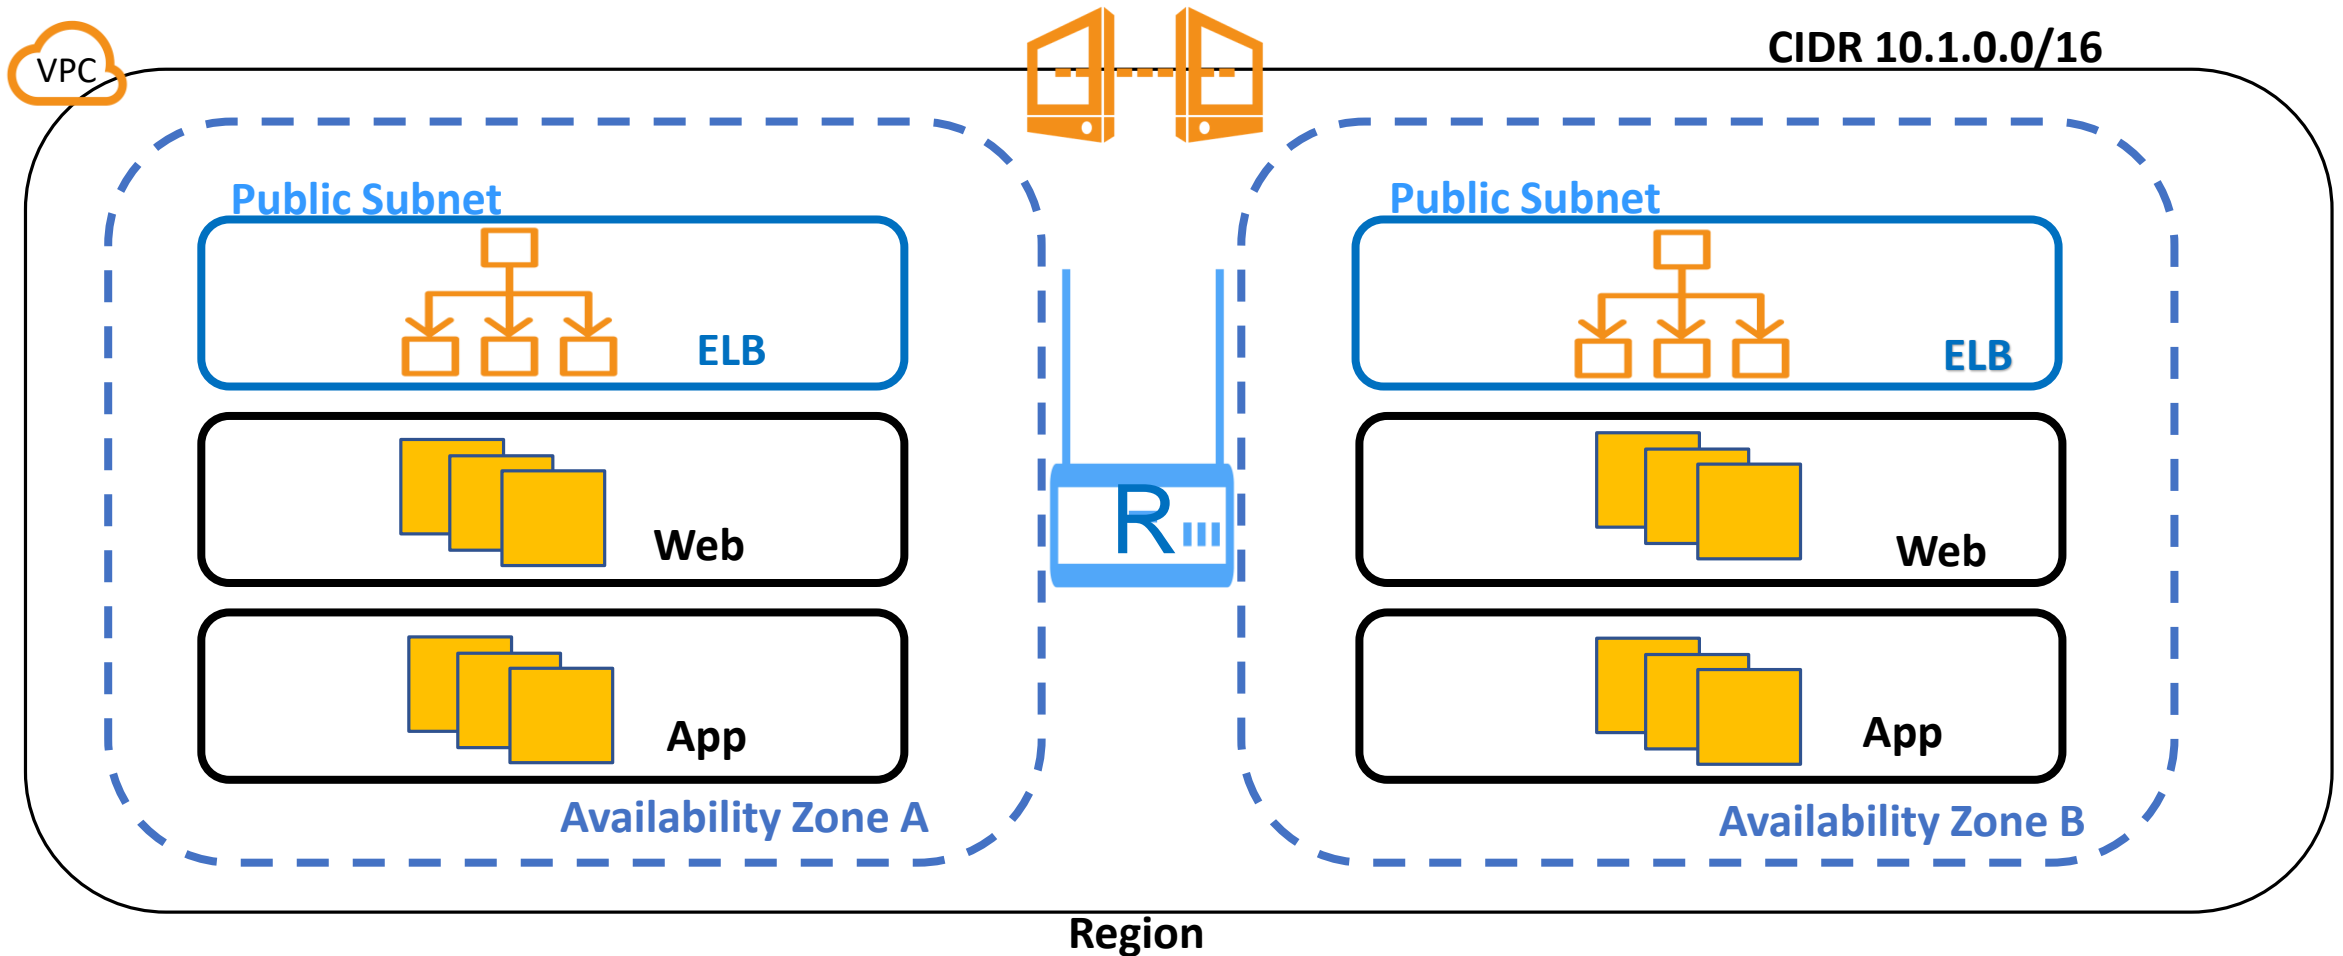 VPC
CIDR 10.1.0.0/16
Public Subnet
ELB
Web
App
Availability Zone A
R
Public Subnet
ELB
Web
App
Availability Zone B
Region